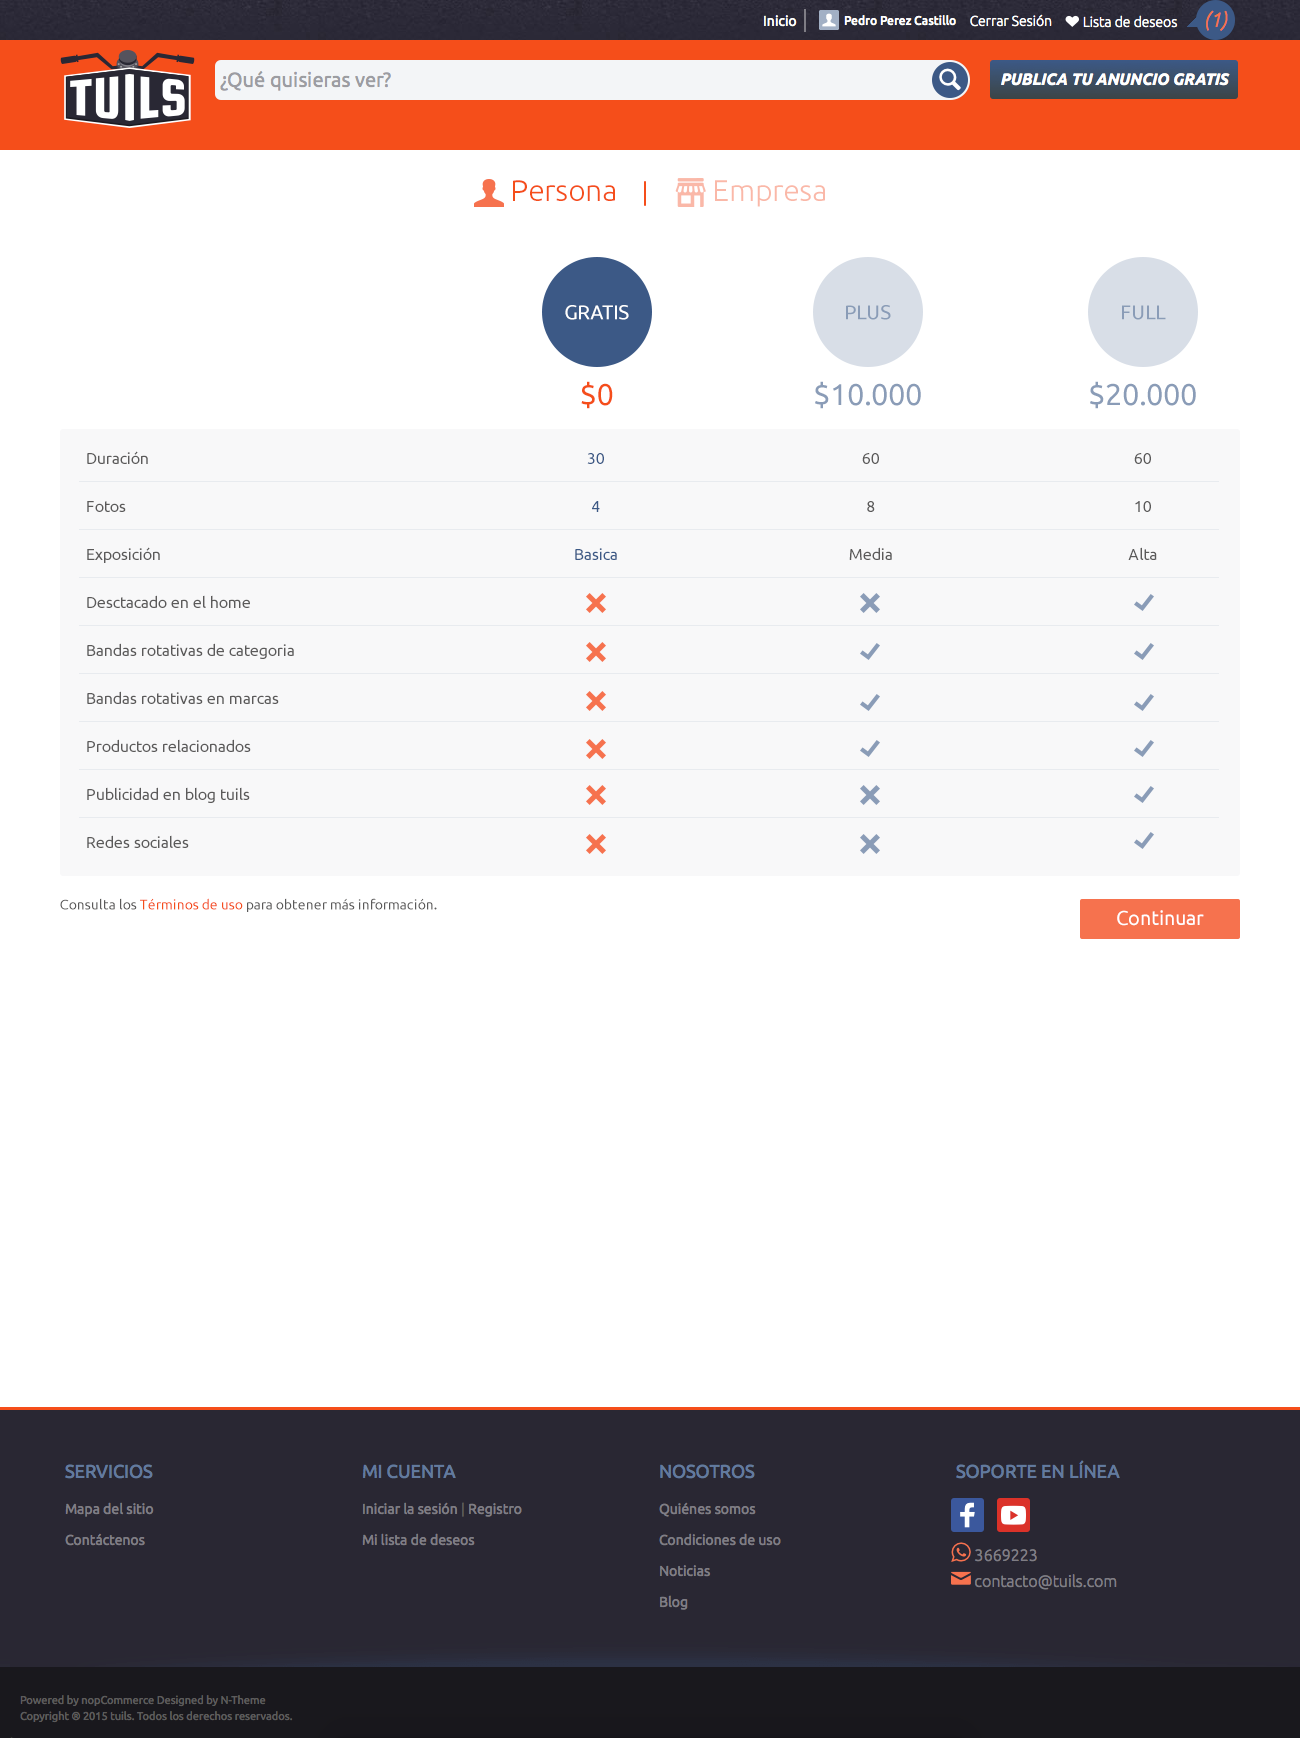 Inicio Pedro Perez Castillo Cerrar Sesión Lista de deseos (1)
TUILS
¿Qué quisieras ver?
PUBLICA TU ANUNCIO GRATIS
Persona | Empresa
GRATIS PLUS FULL
$0 $10.000 $20.000
Duración 30 60 60
Fotos 4 8 10
Exposición Basica Media Alta
Desctacado en el home
Bandas rotativas de categoria
Bandas rotativas en marcas
Productos relacionados
Publicidad en blog tuils
Redes sociales
Consulta los Términos de uso para obtener más información.
Continuar
SERVICIOS
Mapa del sitio
Contáctenos
MI CUENTA
Iniciar la sesión | Registro
Mi lista de deseos
NOSOTROS
Quiénes somos
Condiciones de uso
Noticias
Blog
SOPORTE EN LÍNEA
3669223
contacto@tuils.com
Powered by nopCommerce Designed by N-Theme
Copyright ® 2015 tuils. Todos los derechos reservados.